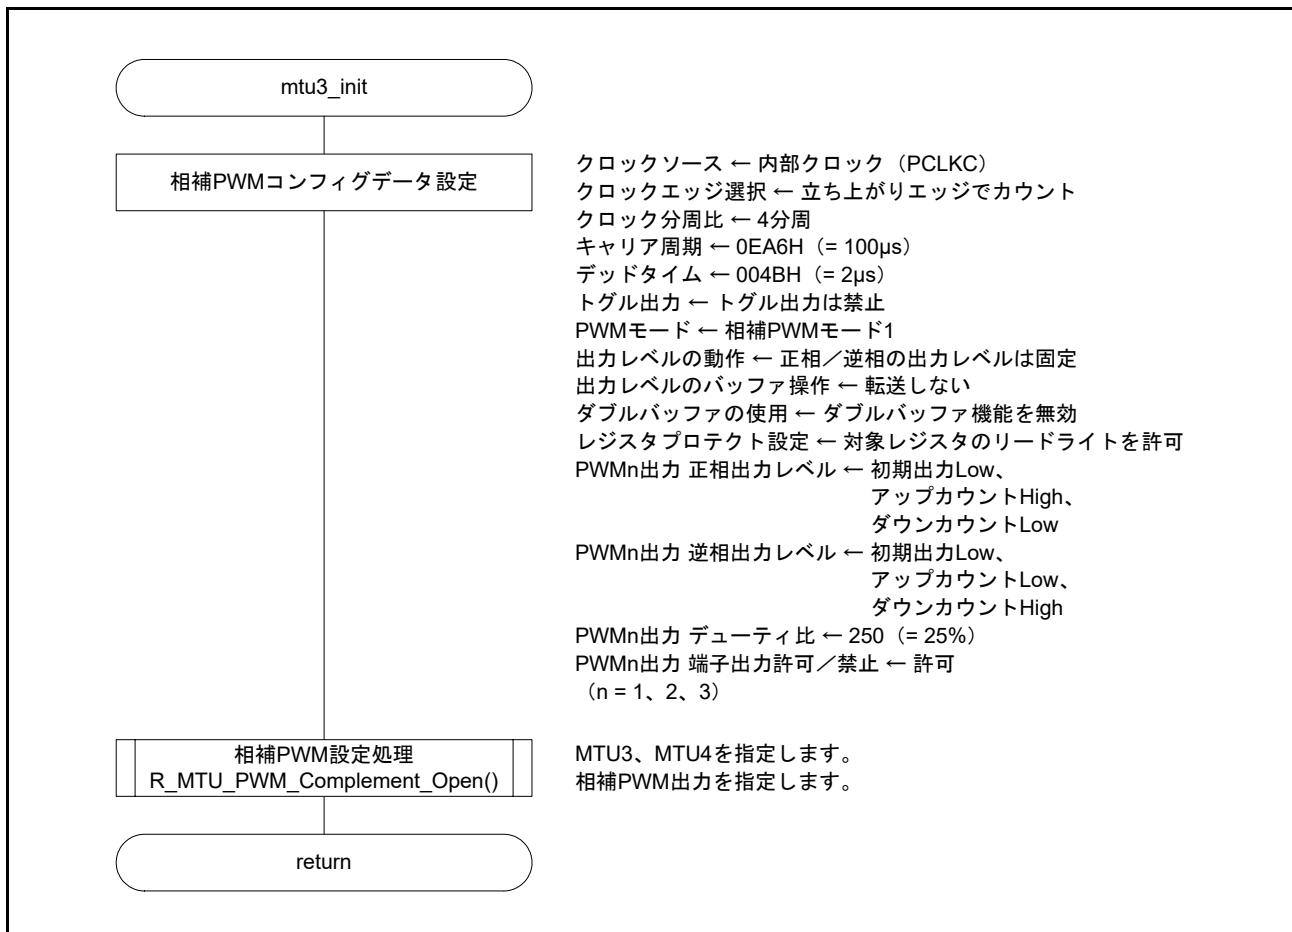 mtu3_init
相補PWMコンフィグデータ設定
クロックソース ← 内部クロック（PCLKC）
クロックエッジ選択 ← 立ち上がりエッジでカウント
クロック分周比 ← 4分周
キャリア周期 ← 0EA6H（= 100µs）
デッドタイム ← 004BH（= 2µs）
トグル出力 ← トグル出力は禁止
PWMモード ← 相補PWMモード1
出力レベルの動作 ← 正相／逆相の出力レベルは固定
出力レベルのバッファ操作 ← 転送しない
ダブルバッファの使用 ← ダブルバッファ機能を無効
レジスタプロテクト設定 ← 対象レジスタのリードライトを許可
PWMn出力 正相出力レベル ← 初期出力Low、
アップカウントHigh、
ダウンカウントLow
PWMn出力 逆相出力レベル ← 初期出力Low、
アップカウントLow、
ダウンカウントHigh
PWMn出力 デューティ比 ← 250（= 25%）
PWMn出力 端子出力許可／禁止 ← 許可
（n = 1、2、3）
相補PWM設定処理
R_MTU_PWM_Complement_Open()
MTU3、MTU4を指定します。
相補PWM出力を指定します。
return